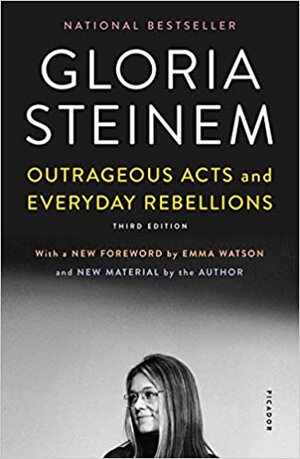 NATIONAL BESTSELLER
GLORIA
STEINEM
OUTRAGEOUS ACTS and
EVERYDAY REBELLIONS
THIRD EDITION
With a NEW FOREWORD by EMMA WATSON
and NEW MATERIAL by the AUTHOR
PICADOR